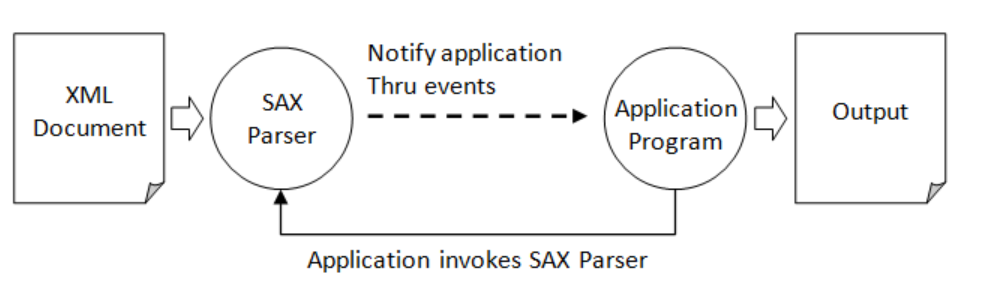 XML
Document
SAX
Parser
Notify application
Thru events
Application
Program
Output
Application invokes SAX Parser